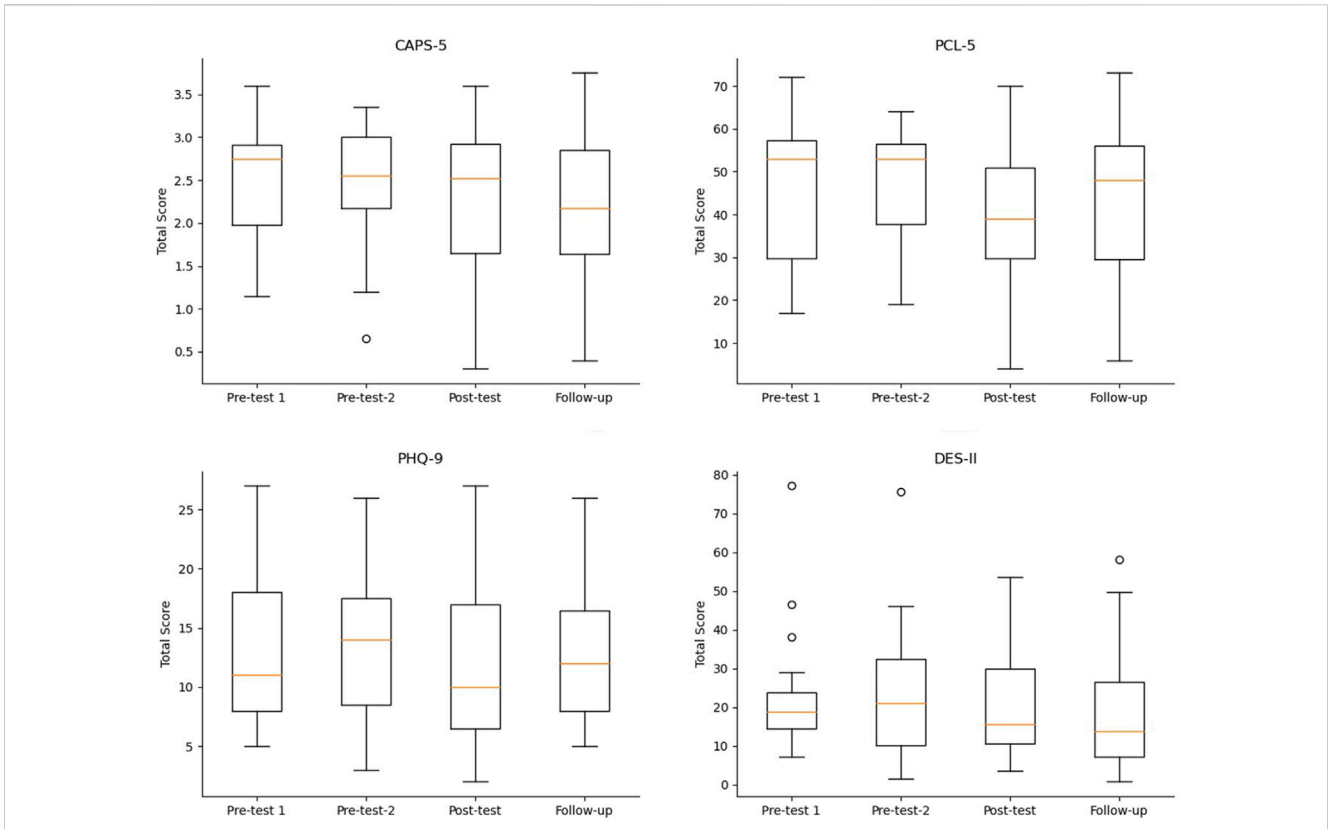 CAPS-5
3.5
3.0
2.5
2.0
1.5
1.0
0.5
Total Score
Pre-test 1 Pre-test-2 Post-test Follow-up
PCL-5
70
60
50
40
30
20
10
Total Score
Pre-test 1 Pre-test-2 Post-test Follow-up
PHQ-9
25
20
15
10
5
Total Score
Pre-test 1 Pre-test-2 Post-test Follow-up
DES-II
80
70
60
50
40
30
20
10
0
Total Score
Pre-test 1 Pre-test-2 Post-test Follow-up